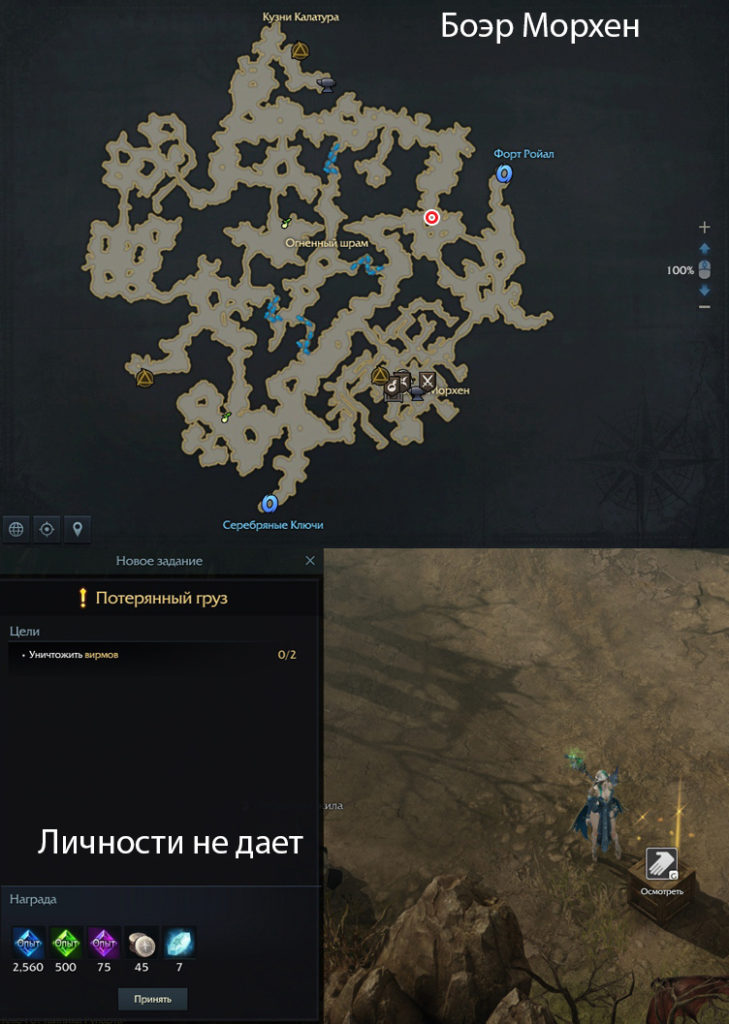 Кузни Калатура
Боэр Морхен
Форт Ройал
Огненный шрам
100%
Морхен
Серебряные Ключи
Новое задание
Потерянный груз
Цели
• Уничтожить вирмов 0/2
Личности не дает
Осмотреть
G
Награда
Опыт Опыт Опыт
2,560 500 75 45 7
Принять